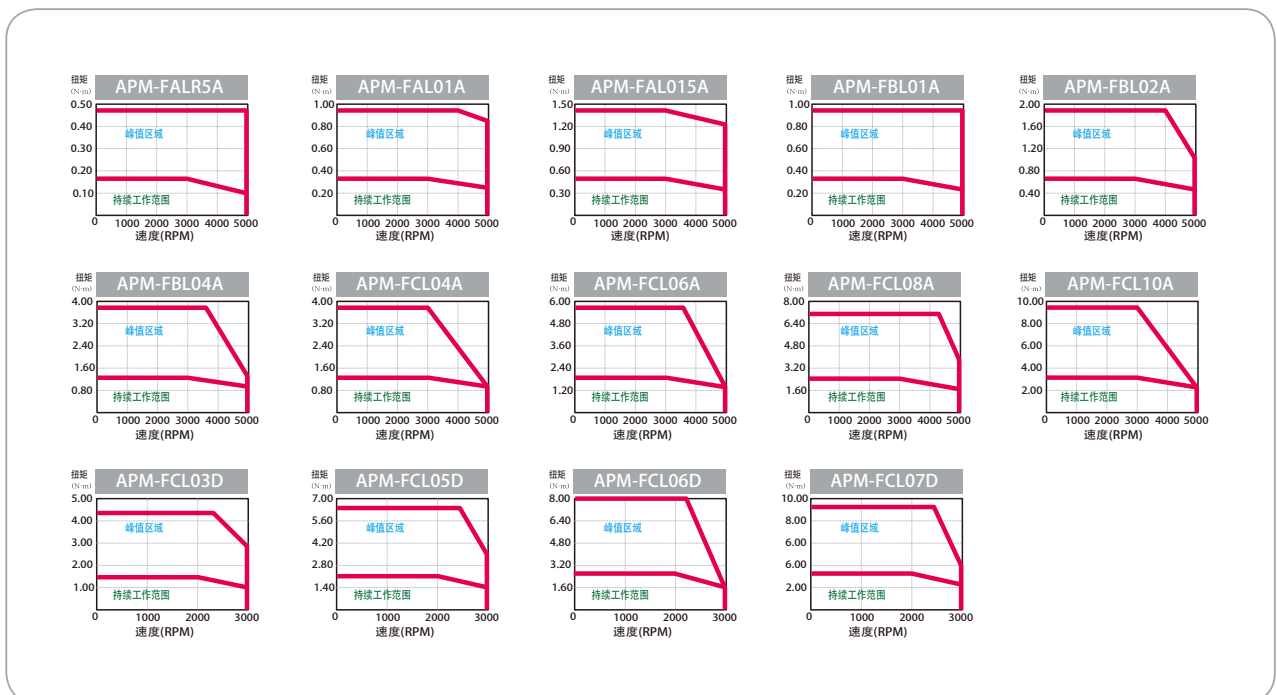 扭矩
(N·m)
APM-FALR5A
0.50
0.40
0.30
0.20
0.10
峰值区域
持续工作范围
0 1000 2000 3000 4000 5000
速度(RPM)
扭矩
(N·m)
APM-FAL01A
1.00
0.80
0.60
0.40
0.20
峰值区域
持续工作范围
0 1000 2000 3000 4000 5000
速度(RPM)
扭矩
(N·m)
APM-FAL015A
1.50
1.20
0.90
0.60
0.30
峰值区域
持续工作范围
0 1000 2000 3000 4000 5000
速度(RPM)
扭矩
(N·m)
APM-FBL01A
1.00
0.80
0.60
0.40
0.20
峰值区域
持续工作范围
0 1000 2000 3000 4000 5000
速度(RPM)
扭矩
(N·m)
APM-FBL02A
2.00
1.60
1.20
0.80
0.40
峰值区域
持续工作范围
0 1000 2000 3000 4000 5000
速度(RPM)
扭矩
(N·m)
APM-FBL04A
4.00
3.20
2.40
1.60
0.80
峰值区域
持续工作范围
0 1000 2000 3000 4000 5000
速度(RPM)
扭矩
(N·m)
APM-FCL04A
4.00
3.20
2.40
1.60
0.80
峰值区域
持续工作范围
0 1000 2000 3000 4000 5000
速度(RPM)
扭矩
(N·m)
APM-FCL06A
6.00
4.80
3.60
2.40
1.20
峰值区域
持续工作范围
0 1000 2000 3000 4000 5000
速度(RPM)
扭矩
(N·m)
APM-FCL08A
8.00
6.40
4.80
3.20
1.60
峰值区域
持续工作范围
0 1000 2000 3000 4000 5000
速度(RPM)
扭矩
(N·m)
APM-FCL10A
10.00
8.00
6.00
4.00
2.00
峰值区域
持续工作范围
0 1000 2000 3000 4000 5000
速度(RPM)
扭矩
(N·m)
APM-FCL03D
5.00
4.00
3.00
2.00
1.00
峰值区域
持续工作范围
0 1000 2000 3000
速度(RPM)
扭矩
(N·m)
APM-FCL05D
7.00
5.60
4.20
2.80
1.40
峰值区域
持续工作范围
0 1000 2000 3000
速度(RPM)
扭矩
(N·m)
APM-FCL06D
8.00
6.40
4.80
3.20
1.60
峰值区域
持续工作范围
0 1000 2000 3000
速度(RPM)
扭矩
(N·m)
APM-FCL07D
10.00
8.00
6.00
6.00
2.00
峰值区域
持续工作范围
0 1000 2000 3000
速度(RPM)